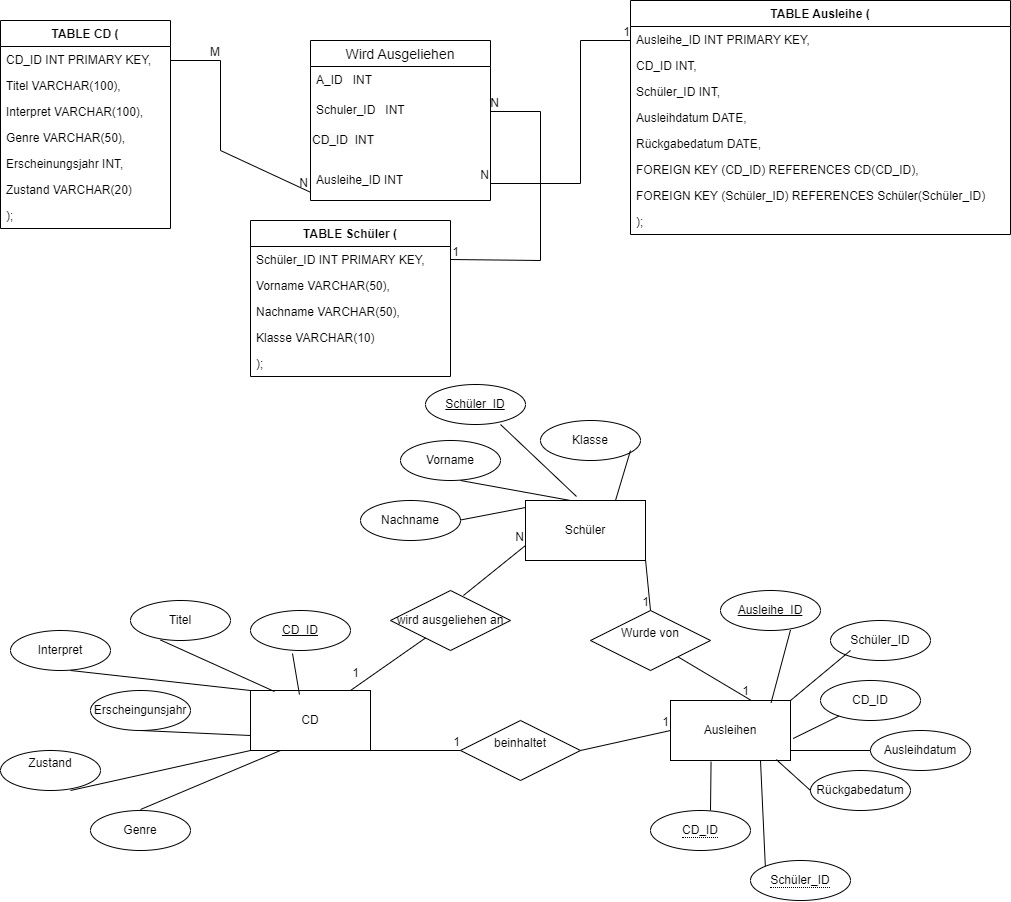 TABLE CD (
CD_ID INT PRIMARY KEY,
Titel VARCHAR(100),
Interpret VARCHAR(100),
Genre VARCHAR(50),
Erscheinungsjahr INT,
Zustand VARCHAR(20)
);
M
N
Wird Ausgeliehen
A_ID INT
Schuler_ID INT
CD_ID INT
Ausleihe_ID INT
N
N
1
TABLE Ausleihe (
Ausleihe_ID INT PRIMARY KEY,
CD_ID INT,
Schüler_ID INT,
Ausleihdatum DATE,
Rückgabedatum DATE,
FOREIGN KEY (CD_ID) REFERENCES CD(CD_ID),
FOREIGN KEY (Schüler_ID) REFERENCES Schüler(Schüler_ID)
);
TABLE Schüler (
Schüler_ID INT PRIMARY KEY,
Vorname VARCHAR(50),
Nachname VARCHAR(50),
Klasse VARCHAR(10)
);
1
Schüler_ID
Klasse
Vorname
Nachname
Schüler
N
1
wird ausgeliehen an
Wurde von
Ausleihe_ID
Titel
CD_ID
Schüler_ID
Interpret
1
1
CD_ID
Erscheingunsjahr
CD
1
beinhaltet
1
Ausleihen
Ausleihdatum
Zustand
Rückgabedatum
Genre
CD_ID
Schüler_ID